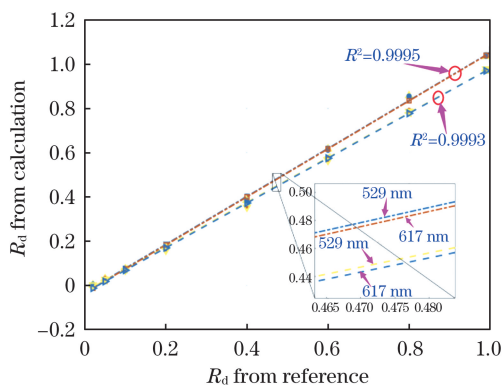 1.2
1.0
0.8
0.6
0.4
0.2
0
-0.2
R²=0.9995
R²=0.9993
0.50
0.48
0.46
0.44
529 nm
617 nm
529 nm
617 nm
0.465 0.470 0.475 0.480
0 0.2 0.4 0.6 0.8 1.0
Rd from calculation
Rd from reference